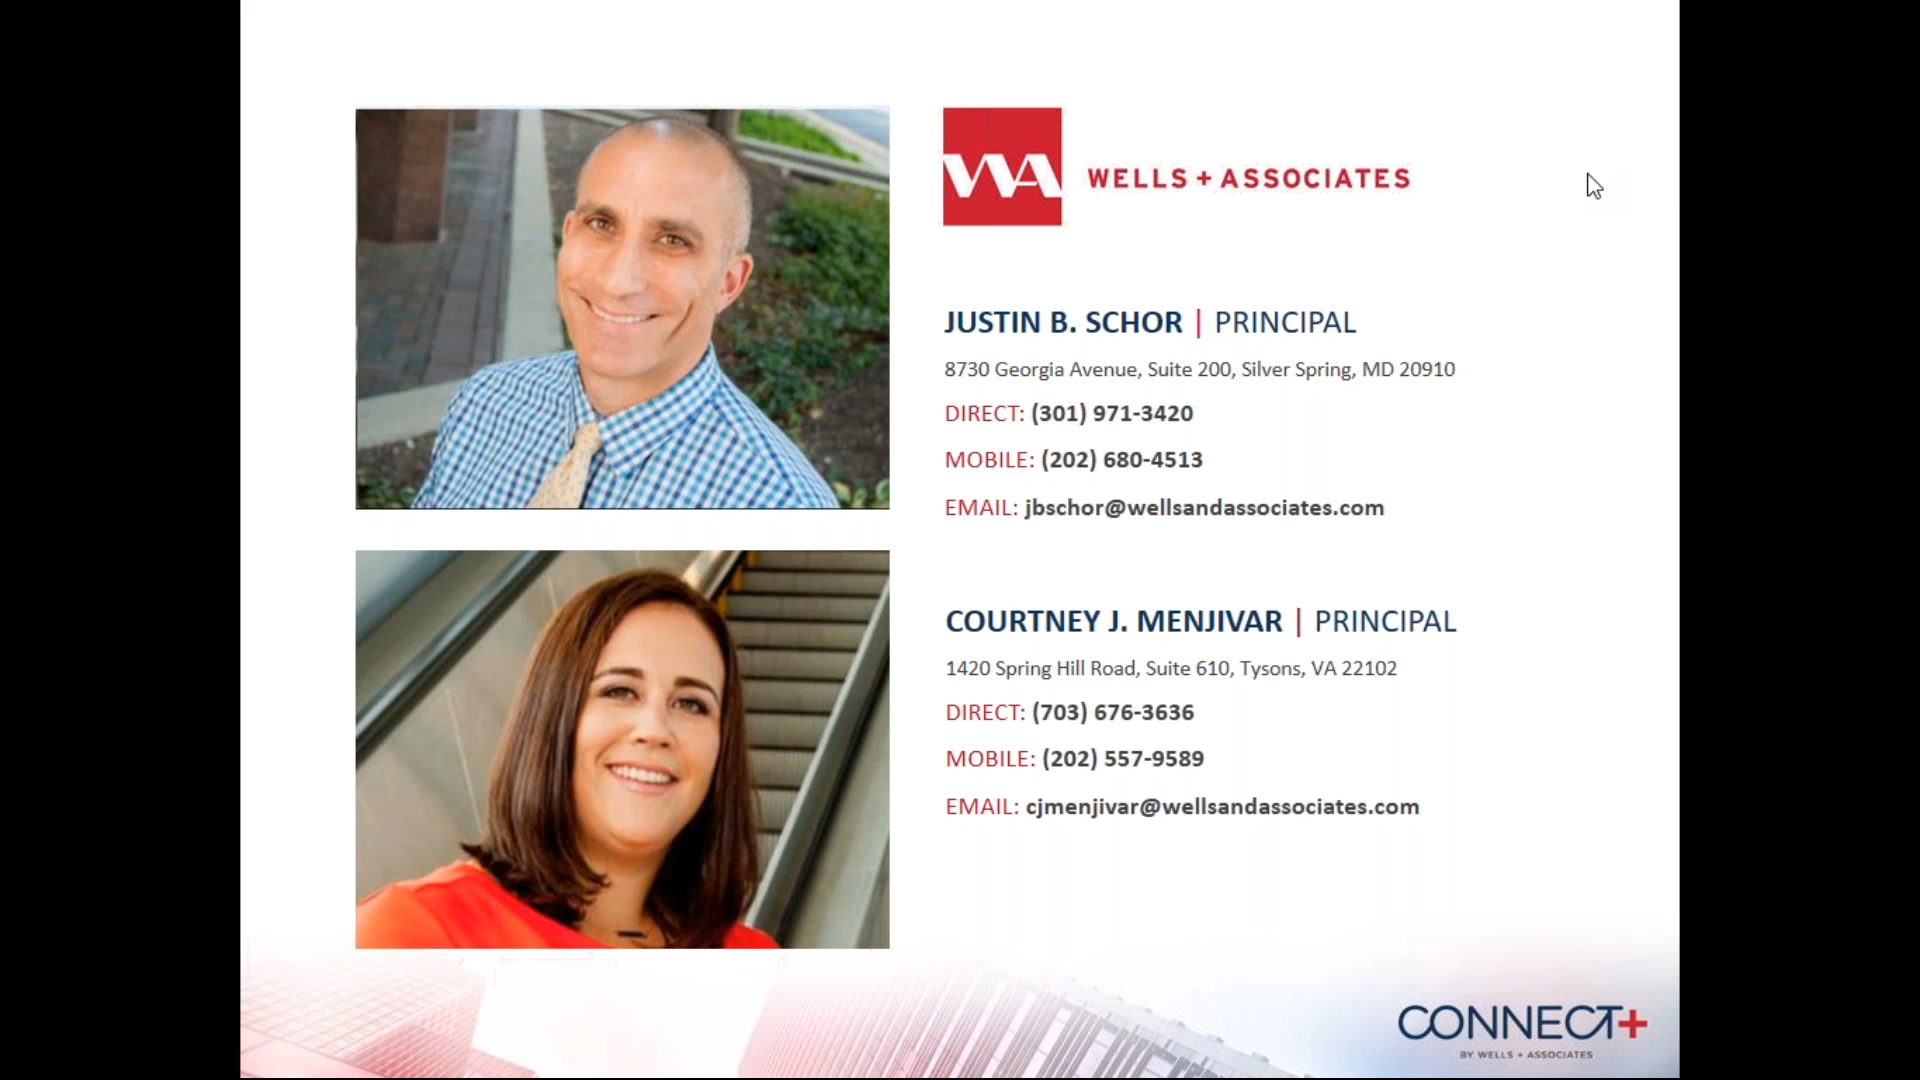 WA
WELLS + ASSOCIATES
JUSTIN B. SCHOR | PRINCIPAL
8730 Georgia Avenue, Suite 200, Silver Spring, MD 20910
DIRECT: (301) 971-3420
MOBILE: (202) 680-4513
EMAIL: jbschor@wellsandassociates.com
COURTNEY J. MENJIVAR | PRINCIPAL
1420 Spring Hill Road, Suite 610, Tysons, VA 22102
DIRECT: (703) 676-3636
MOBILE: (202) 557-9589
EMAIL: cjmenjivar@wellsandassociates.com
CONNECT+
BY WELLS + ASSOCIATES